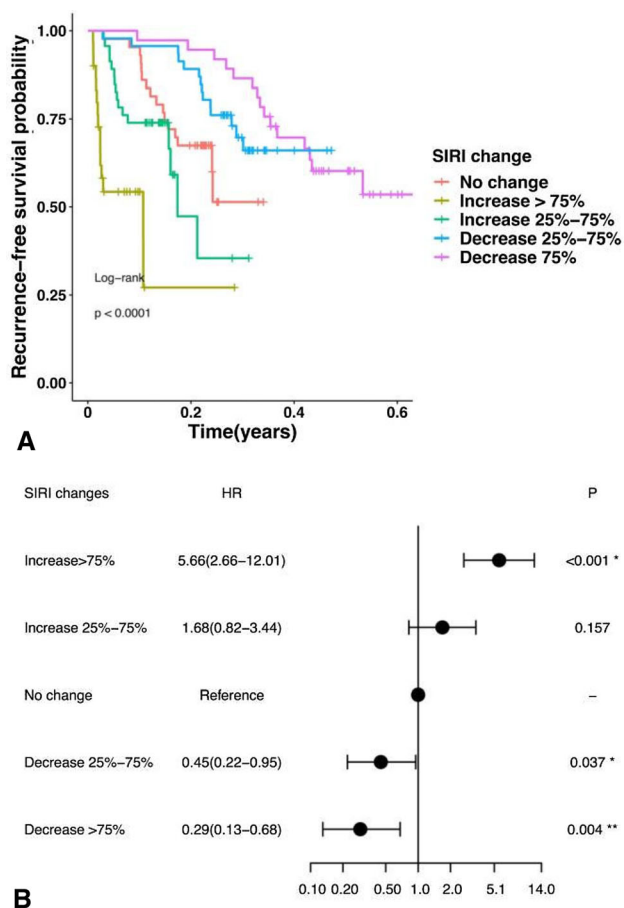 Recurrence−free survivial probability
1.00
0.75
0.50
0.25
0.00
Log−rank
p < 0.0001
0 0.2 0.4 0.6
Time(years)
SIRI change
No change
Increase > 75%
Increase 25%−75%
Decrease 25%−75%
Decrease 75%
A
SIRI changes HR P
Increase>75% 5.66(2.66−12.01) <0.001 *
Increase 25%−75% 1.68(0.82−3.44) 0.157
No change Reference −
Decrease 25%−75% 0.45(0.22−0.95) 0.037 *
Decrease >75% 0.29(0.13−0.68) 0.004 **
0.10 0.20 0.50 1.0 2.0 5.1 14.0
B